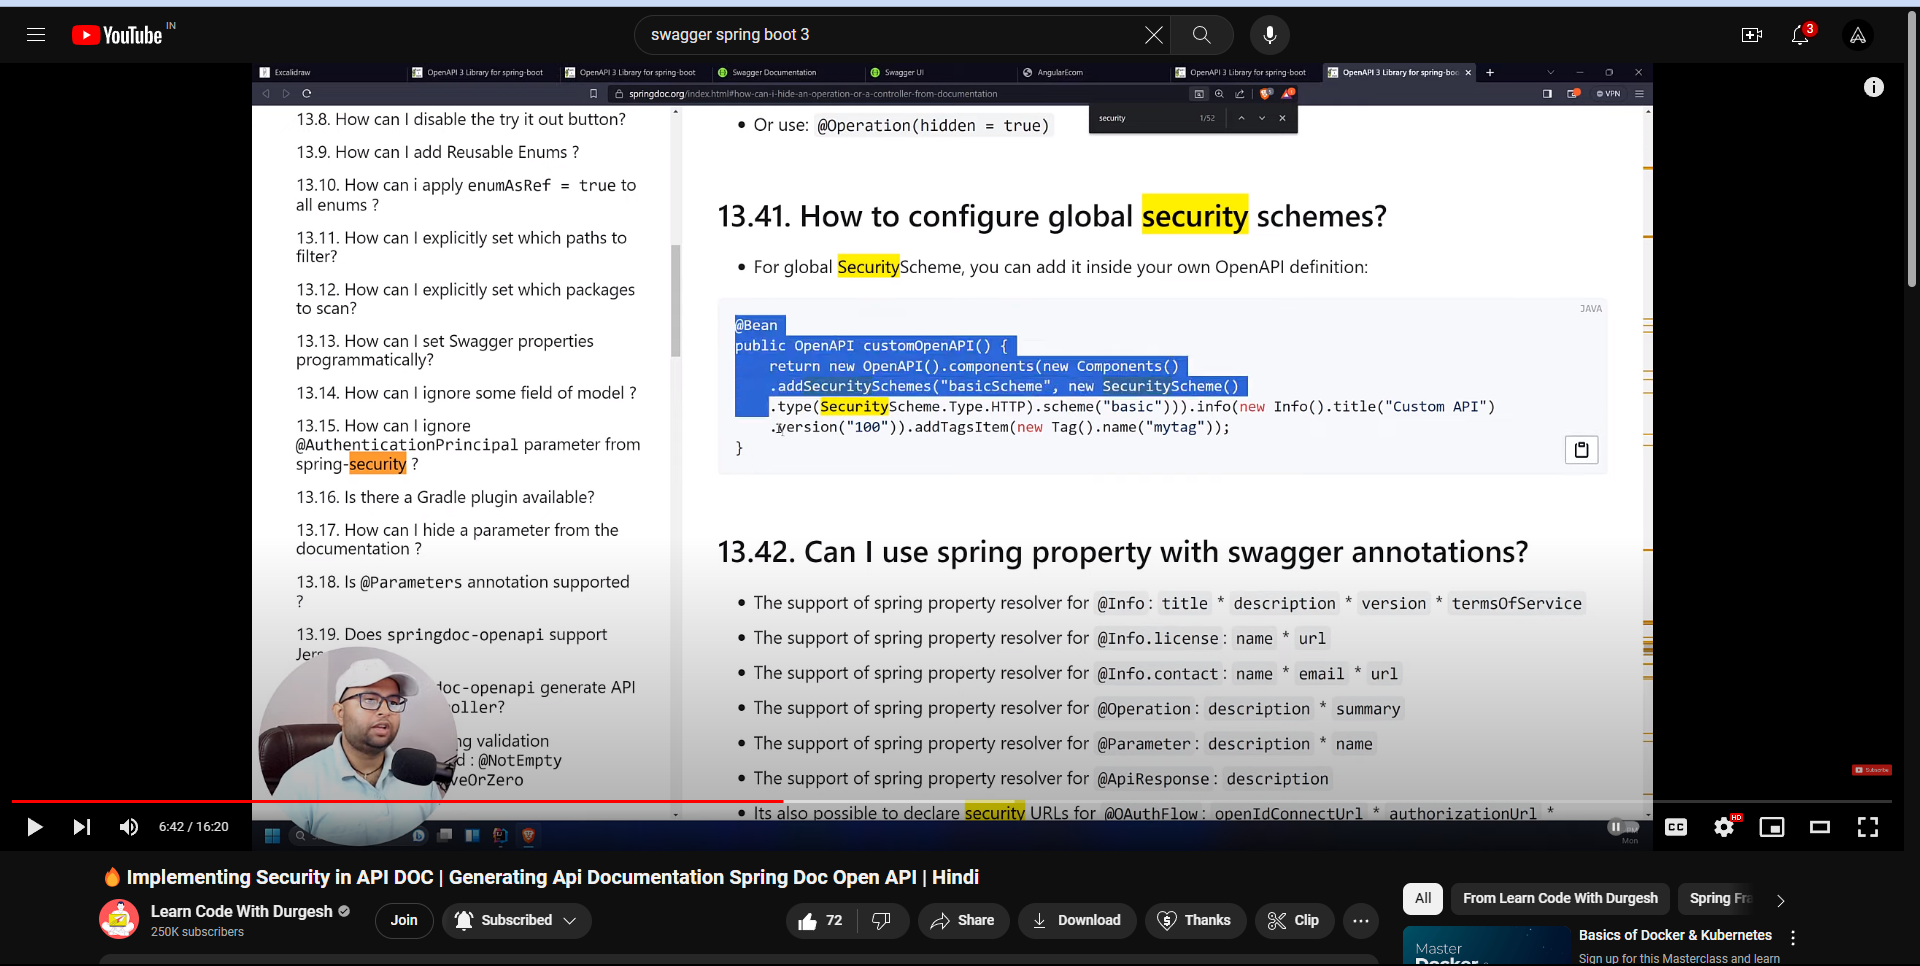 YouTube IN
swagger spring boot 3
3
Excalidraw
OpenAPI 3 Library for spring-boot
OpenAPI 3 Library for spring-boot
Swagger Documentation
Swagger UI
AngularEcom
OpenAPI 3 Library for spring-boot
OpenAPI 3 Library for spring-boo
springdoc.org/index.html#how-can-i-hide-an-operation-or-a-controller-from-documentation
VPN
security 1/52
13.8. How can I disable the try it out button?
13.9. How can I add Reusable Enums ?
13.10. How can i apply enumAsRef = true to
all enums ?
13.11. How can I explicitly set which paths to
filter?
13.12. How can I explicitly set which packages
to scan?
13.13. How can I set Swagger properties
programmatically?
13.14. How can I ignore some field of model ?
13.15. How can I ignore
@AuthenticationPrincipal parameter from
spring-security ?
13.16. Is there a Gradle plugin available?
13.17. How can I hide a parameter from the
documentation ?
13.18. Is @Parameters annotation supported
?
13.19. Does springdoc-openapi support
Jers
doc-openapi generate API
oller?
ng validation
d : @NotEmpty
veOrZero
• Or use: @Operation(hidden = true)
13.41. How to configure global security schemes?
• For global SecurityScheme, you can add it inside your own OpenAPI definition:
JAVA
@Bean
public OpenAPI customOpenAPI() {
return new OpenAPI().components(new Components()
.addSecuritySchemes("basicScheme", new SecurityScheme()
.type(SecurityScheme.Type.HTTP).scheme("basic"))).info(new Info().title("Custom API")
.version("100")).addTagsItem(new Tag().name("mytag"));
}
13.42. Can I use spring property with swagger annotations?
• The support of spring property resolver for @Info: title * description * version * termsOfService
• The support of spring property resolver for @Info.license: name * url
• The support of spring property resolver for @Info.contact: name * email * url
• The support of spring property resolver for @Operation: description * summary
• The support of spring property resolver for @Parameter: description * name
• The support of spring property resolver for @ApiResponse: description
• Its also possible to declare security URLs for @OAuthFlow: openIdConnectUrl * authorizationUrl *
Subscribe
6:42 / 16:20
CC
HD
PM
Mon
Implementing Security in API DOC | Generating Api Documentation Spring Doc Open API | Hindi
Learn Code With Durgesh
250K subscribers
Join
Subscribed
72
Share
Download
Thanks
Clip
All
From Learn Code With Durgesh
Spring Fra
Master
Docker
Basics of Docker & Kubernetes
Sign up for this Masterclass and learn